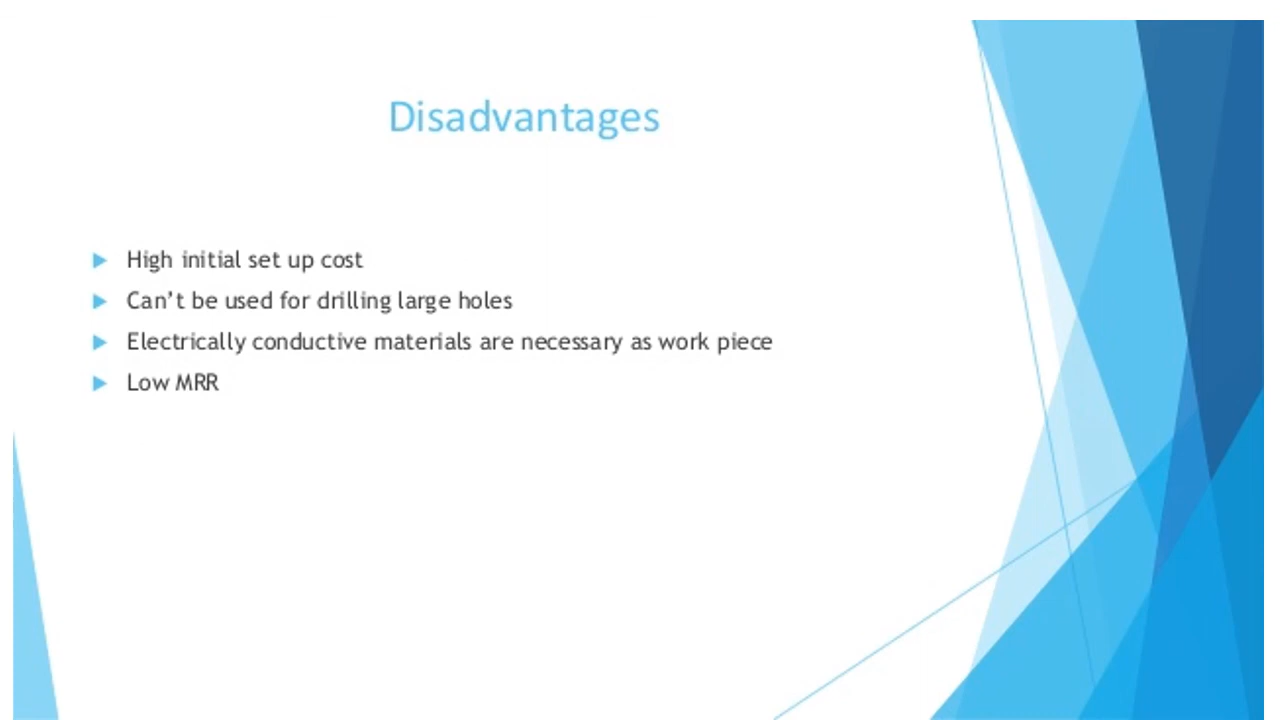 Disadvantages
High initial set up cost
Can't be used for drilling large holes
Electrically conductive materials are necessary as work piece
Low MRR